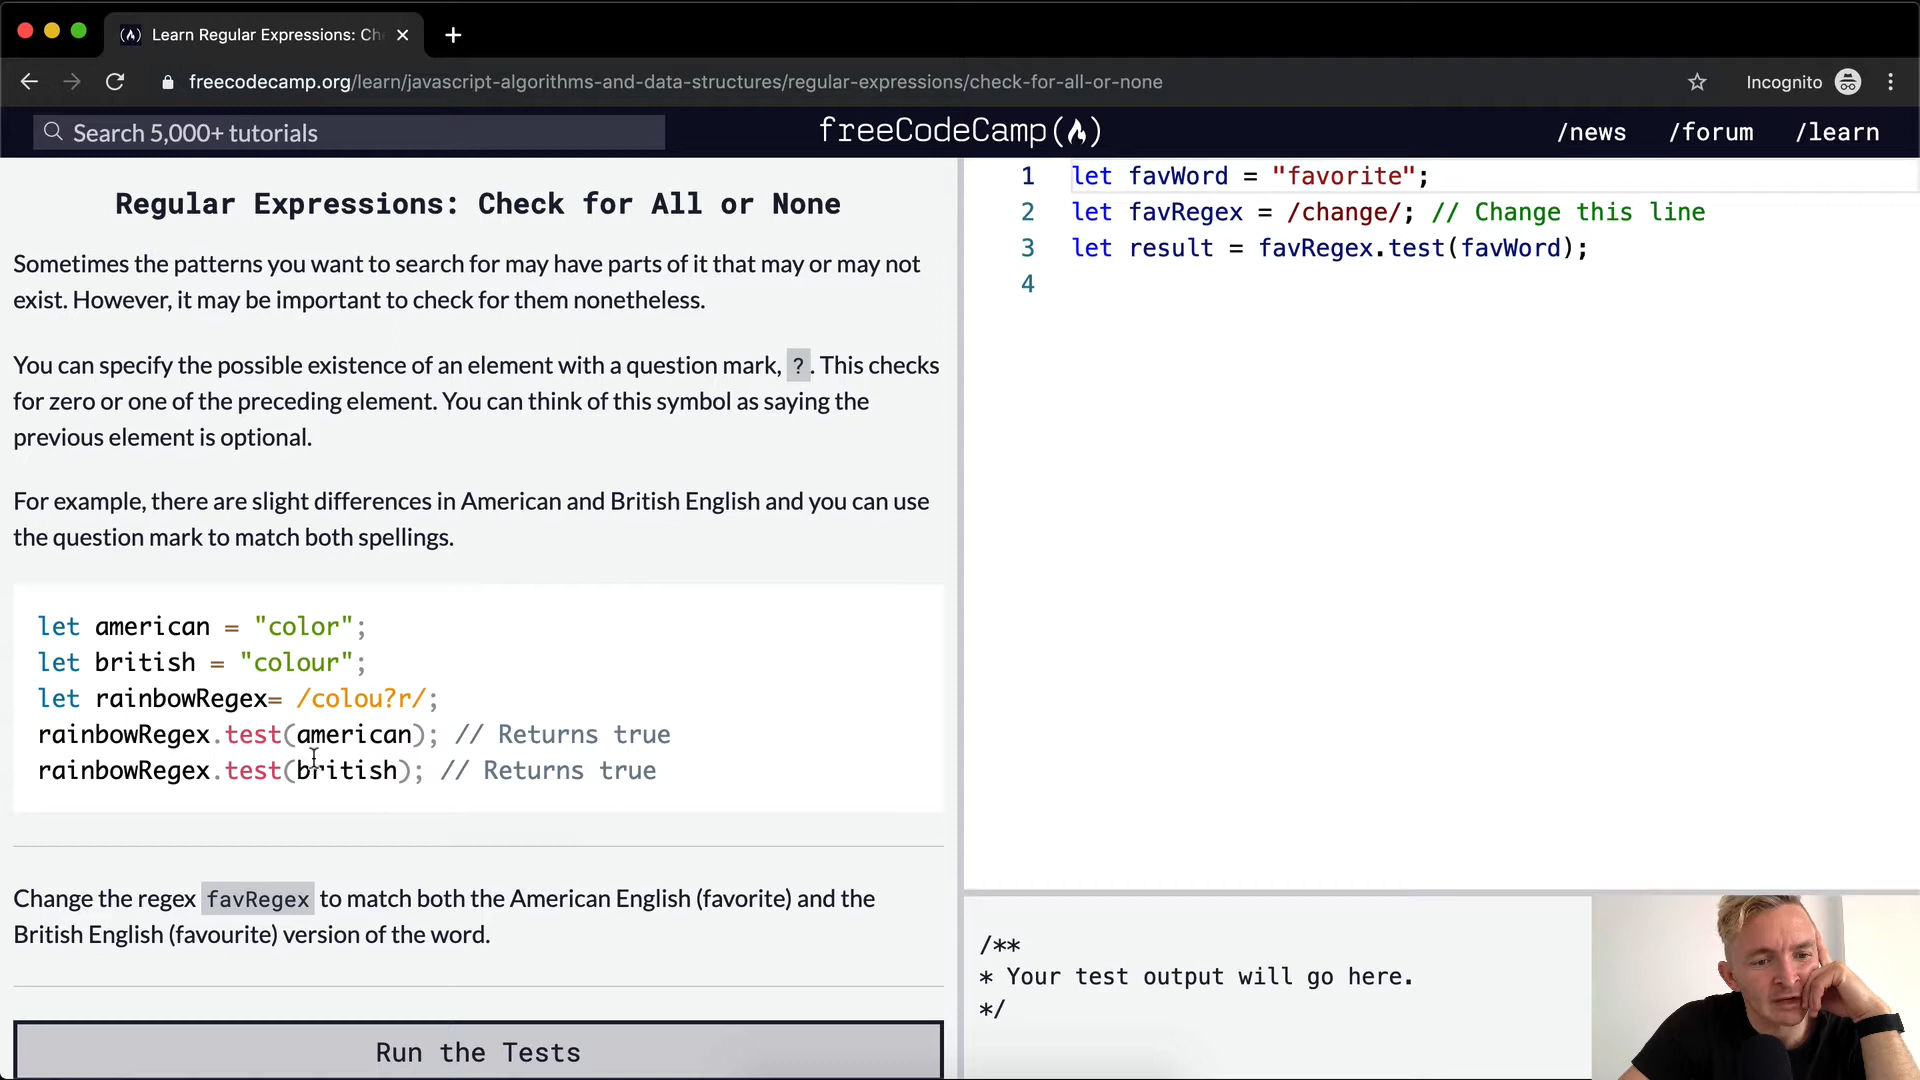 Learn Regular Expressions: Ch
freecodecamp.org/learn/javascript-algorithms-and-data-structures/regular-expressions/check-for-all-or-none
Incognito
Search 5,000+ tutorials
freeCodeCamp
/news /forum /learn
Regular Expressions: Check for All or None
Sometimes the patterns you want to search for may have parts of it that may or may not
exist. However, it may be important to check for them nonetheless.
You can specify the possible existence of an element with a question mark, ?. This checks
for zero or one of the preceding element. You can think of this symbol as saying the
previous element is optional.
For example, there are slight differences in American and British English and you can use
the question mark to match both spellings.
let american = "color";
let british = "colour";
let rainbowRegex= /colou?r/;
rainbowRegex.test(american); // Returns true
rainbowRegex.test(british); // Returns true
Change the regex favRegex to match both the American English (favorite) and the
British English (favourite) version of the word.
Run the Tests
1 let favWord = "favorite";
2 let favRegex = /change/; // Change this line
3 let result = favRegex.test(favWord);
4
/**
* Your test output will go here.
*/